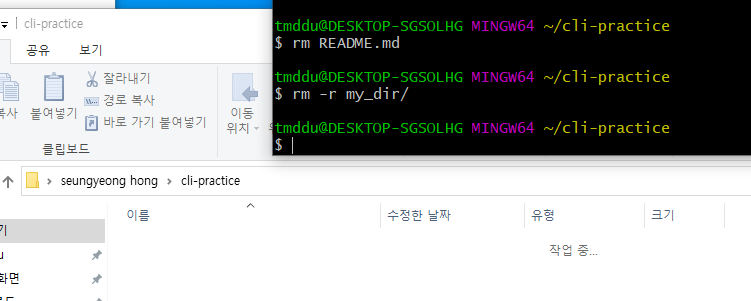 cli-practice
공유 보기
복사
붙여넣기
잘라내기
경로 복사
바로 가기 붙여넣기
이동
위치
클립보드
tmddu@DESKTOP-SGSOLHG MINGW64 ~/cli-practice
$ rm README.md
tmddu@DESKTOP-SGSOLHG MINGW64 ~/cli-practice
$ rm -r my_dir/
tmddu@DESKTOP-SGSOLHG MINGW64 ~/cli-practice
$
seungyeong hong > cli-practice
이름 수정한 날짜 유형 크기
작업 중...
기
u
화면